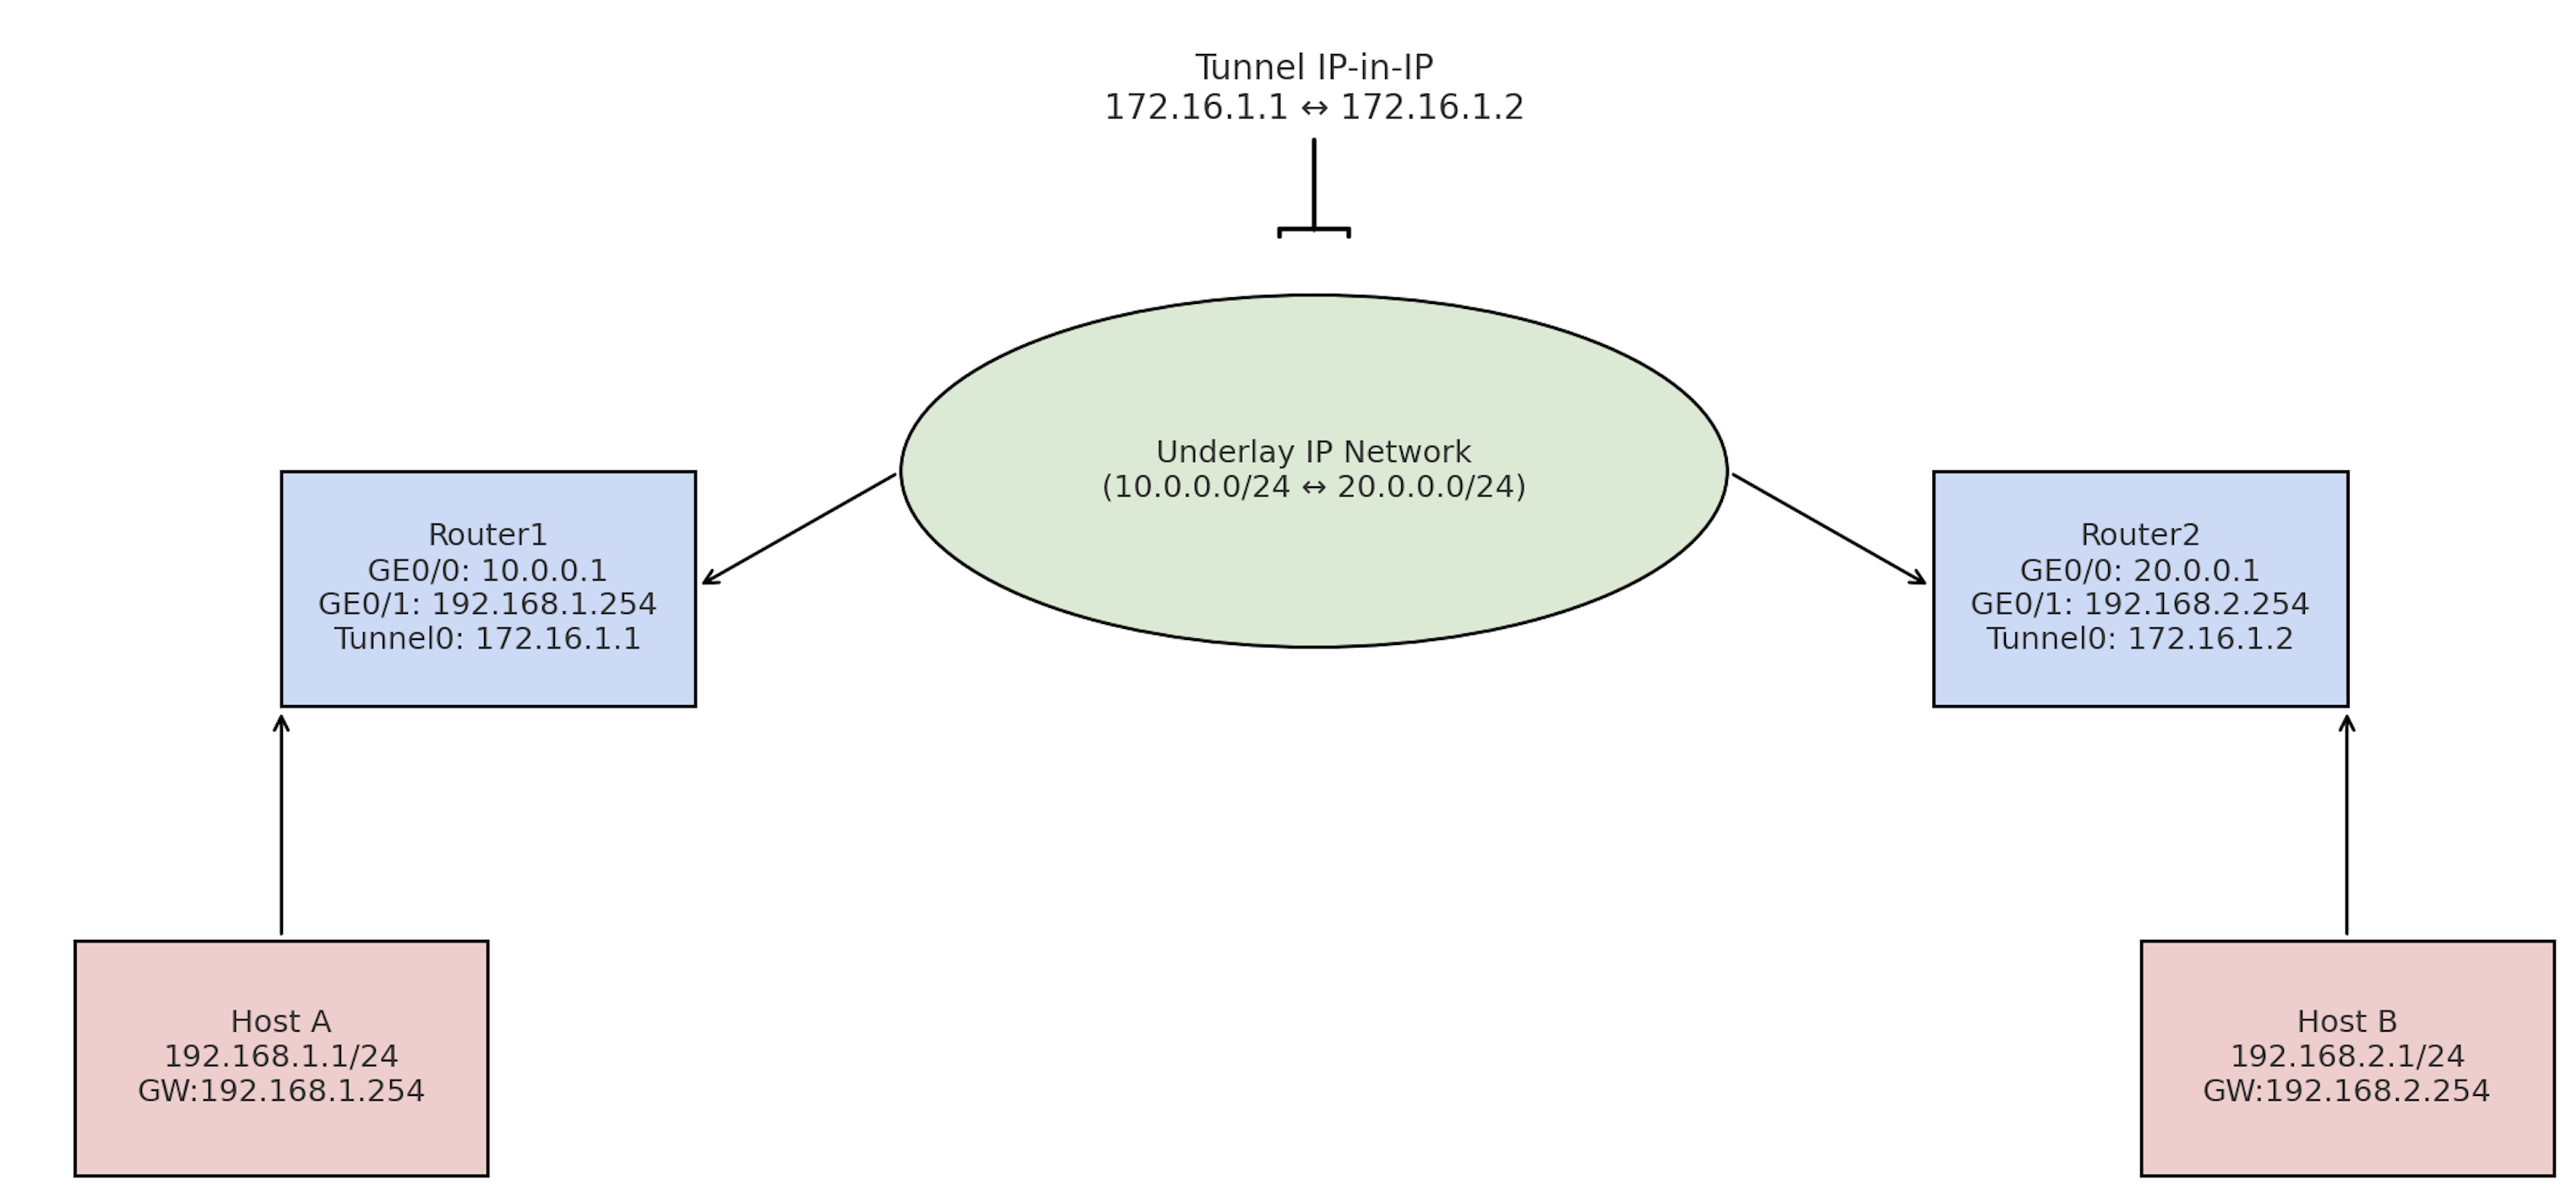 Tunnel IP-in-IP
172.16.1.1 ↔ 172.16.1.2
Underlay IP Network
(10.0.0.0/24 ↔ 20.0.0.0/24)
Router1
GE0/0: 10.0.0.1
GE0/1: 192.168.1.254
Tunnel0: 172.16.1.1
Router2
GE0/0: 20.0.0.1
GE0/1: 192.168.2.254
Tunnel0: 172.16.1.2
Host A
192.168.1.1/24
GW:192.168.1.254
Host B
192.168.2.1/24
GW:192.168.2.254